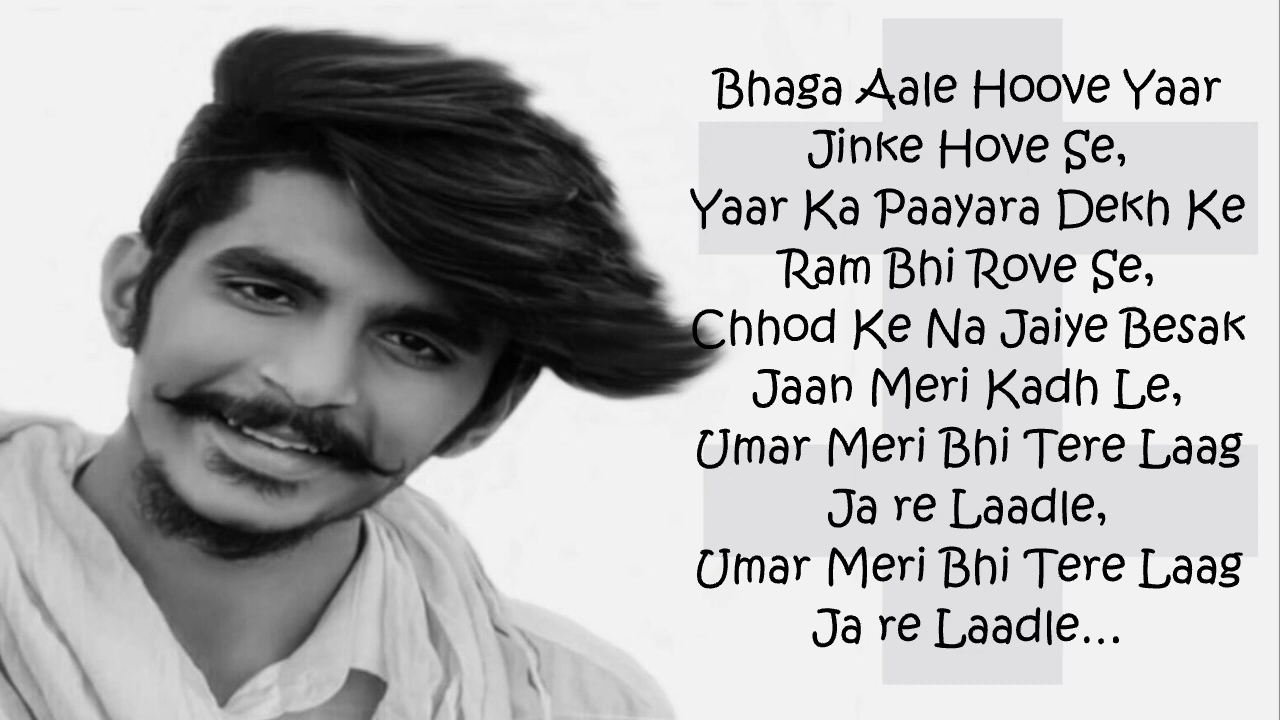 Bhaga Aale Hoove Yaar
Jinke Hove Se,
Yaar Ka Paayara Dekh Ke
Ram Bhi Rove Se,
Chhod Ke Na Jaiye Besak
Jaan Meri Kadh Le,
Umar Meri Bhi Tere Laag
Ja re Laadle,
Umar Meri Bhi Tere Laag
Ja re Laadle...